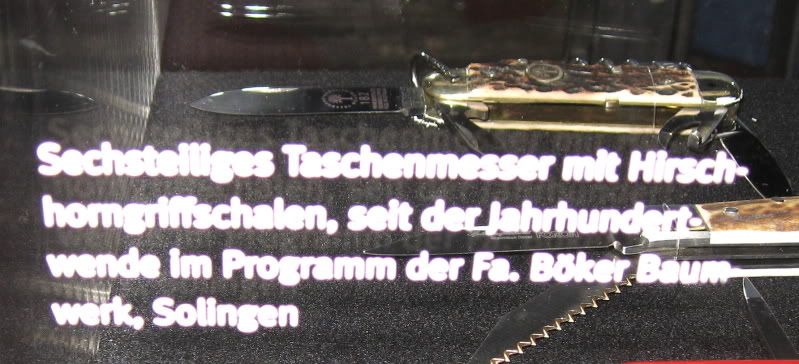 Sechsteiliges Taschenmesser mit Hirsch-
horngriffschalen, seit der Jahrhundert-
wende im Programm der Fa. Böker Baum-
werk, Solingen